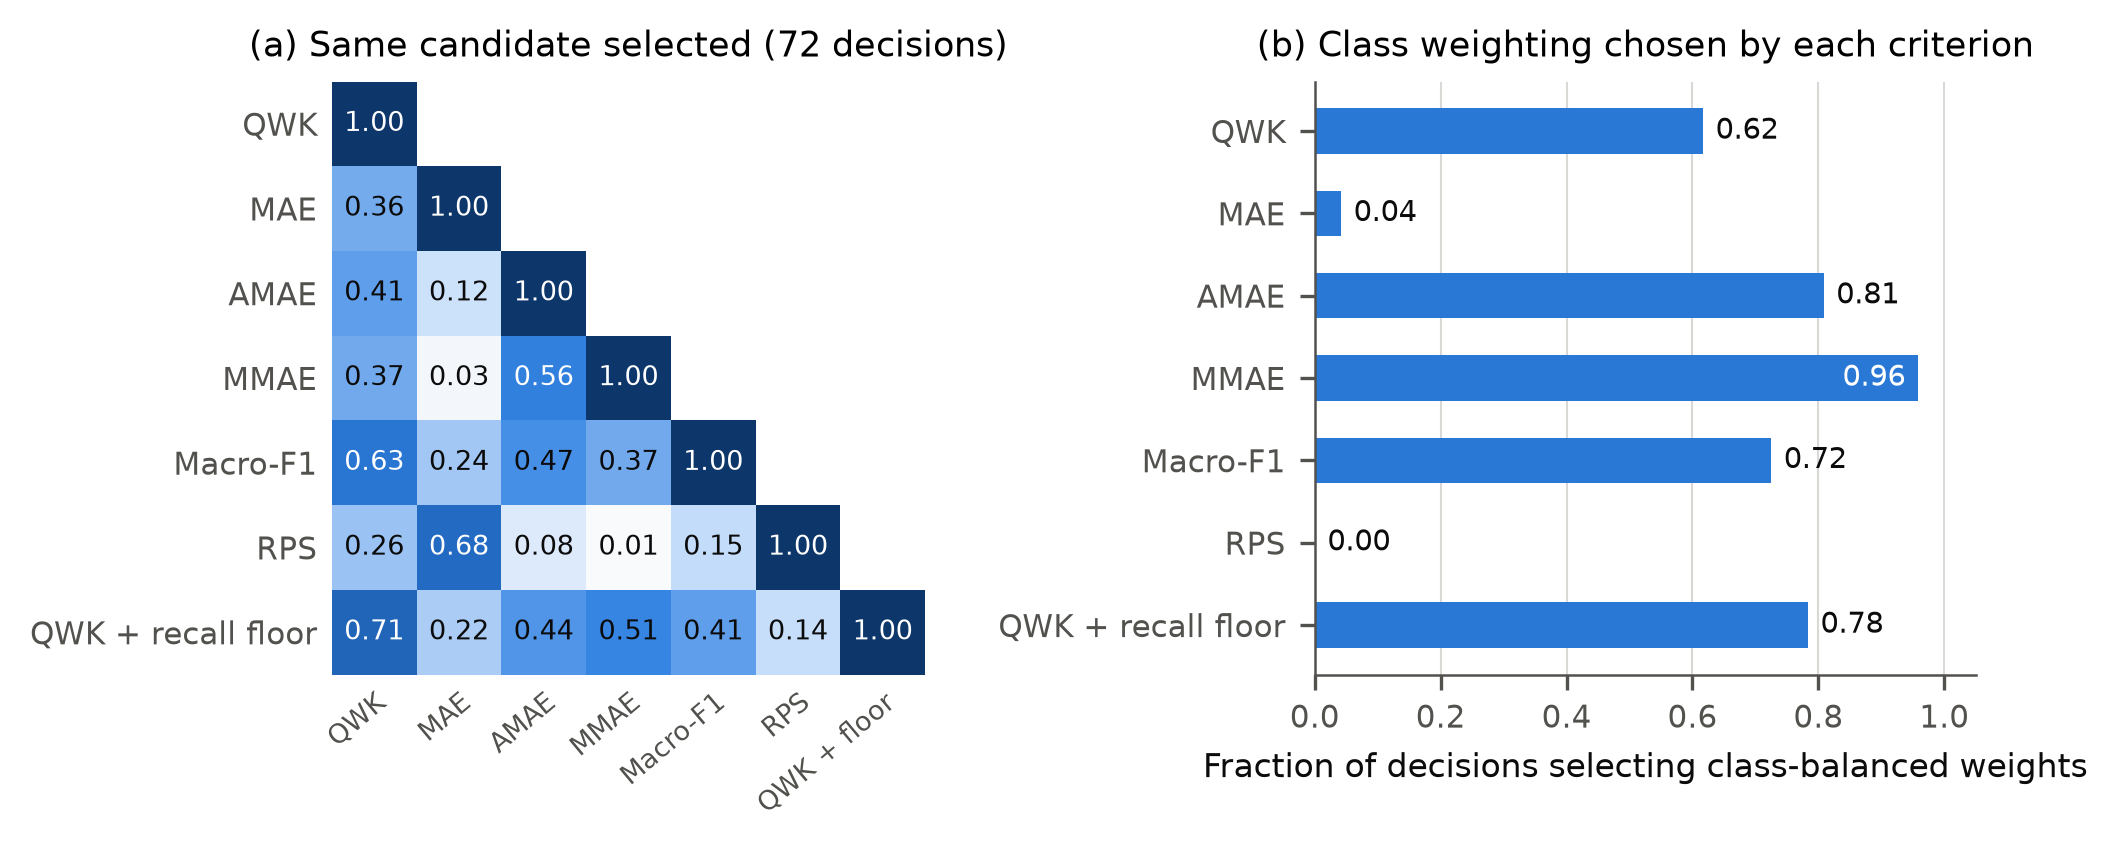 (a) Same candidate selected (72 decisions)
QWK 1.00
MAE 0.36 1.00
AMAE 0.41 0.12 1.00
MMAE 0.37 0.03 0.56 1.00
Macro-F1 0.63 0.24 0.47 0.37 1.00
RPS 0.26 0.68 0.08 0.01 0.15 1.00
QWK + recall floor 0.71 0.22 0.44 0.51 0.41 0.14 1.00
QWK MAE AMAE MMAE Macro-F1 RPS QWK + floor
(b) Class weighting chosen by each criterion
QWK 0.62
MAE 0.04
AMAE 0.81
MMAE 0.96
Macro-F1 0.72
RPS 0.00
QWK + recall floor 0.78
0.0 0.2 0.4 0.6 0.8 1.0
Fraction of decisions selecting class-balanced weights